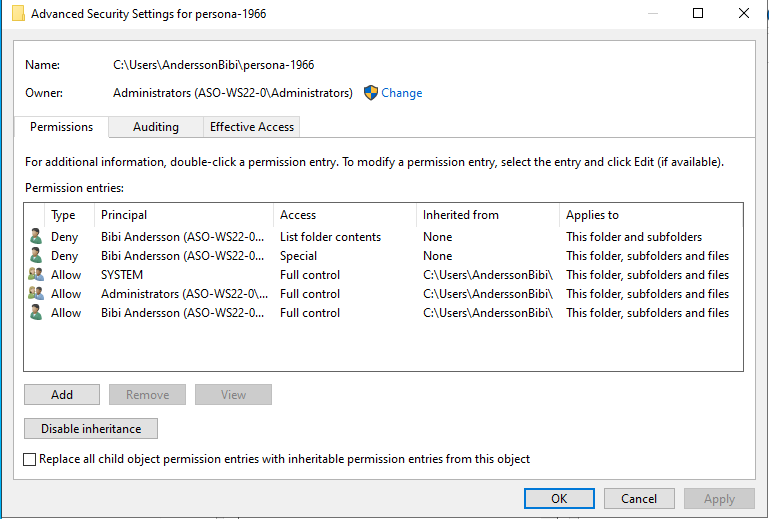 Advanced Security Settings for persona-1966
Name: C:\Users\AnderssonBibi\persona-1966
Owner: Administrators (ASO-WS22-0\Administrators) Change
Permissions Auditing Effective Access
For additional information, double-click a permission entry. To modify a permission entry, select the entry and click Edit (if available).
Permission entries:
Type Principal Access Inherited from Applies to
Deny Bibi Andersson (ASO-WS22-0... List folder contents None This folder and subfolders
Deny Bibi Andersson (ASO-WS22-0... Special None This folder, subfolders and files
Allow SYSTEM Full control C:\Users\AnderssonBibi\ This folder, subfolders and files
Allow Administrators (ASO-WS22-0\... Full control C:\Users\AnderssonBibi\ This folder, subfolders and files
Allow Bibi Andersson (ASO-WS22-0... Full control C:\Users\AnderssonBibi\ This folder, subfolders and files
Add Remove View
Disable inheritance
Replace all child object permission entries with inheritable permission entries from this object
OK Cancel Apply